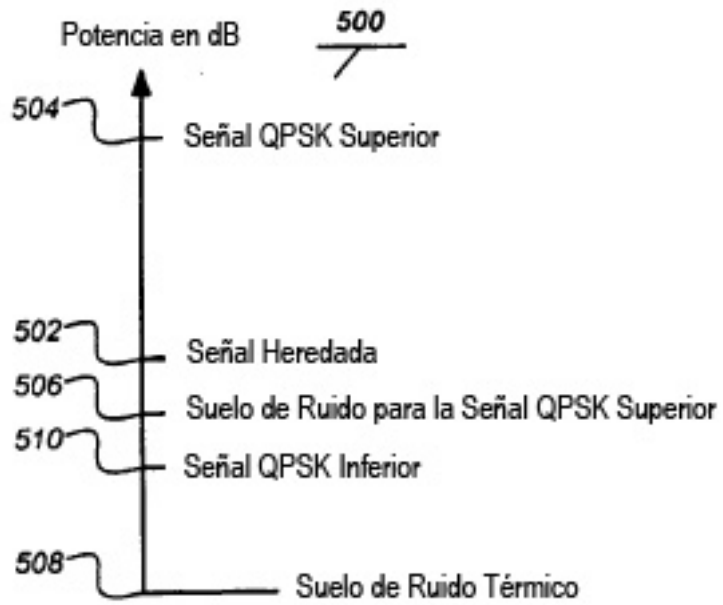 Potencia en dB 500
504 Señal QPSK Superior
502 Señal Heredada
506 Suelo de Ruido para la Señal QPSK Superior
510 Señal QPSK Inferior
508 Suelo de Ruido Térmico